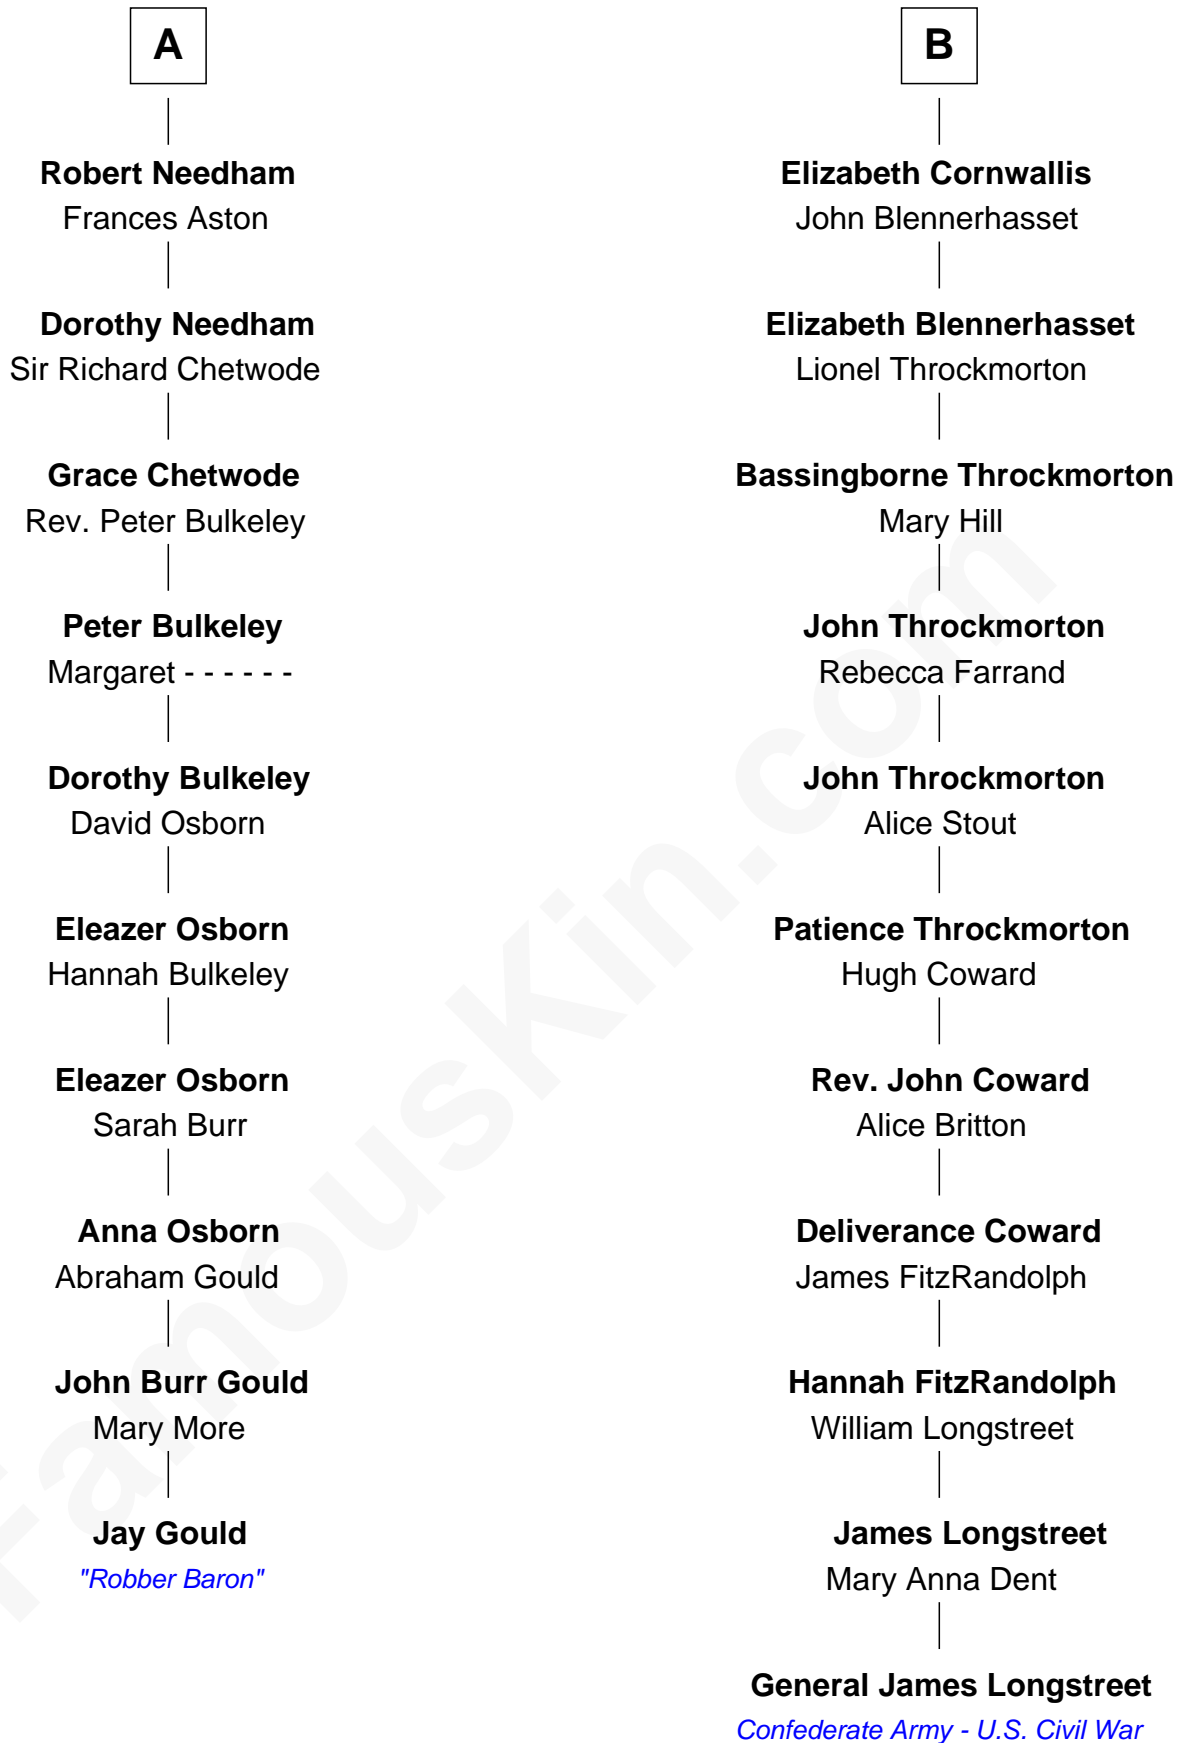 A
Robert Needham
Frances Aston
Dorothy Needham
Sir Richard Chetwode
Grace Chetwode
Rev. Peter Bulkeley
Peter Bulkeley
Margaret - - - - - -
Dorothy Bulkeley
David Osborn
Eleazer Osborn
Hannah Bulkeley
Eleazer Osborn
Sarah Burr
Anna Osborn
Abraham Gould
John Burr Gould
Mary More
Jay Gould
"Robber Baron"
B
Elizabeth Cornwallis
John Blennerhasset
Elizabeth Blennerhasset
Lionel Throckmorton
Bassingborne Throckmorton
Mary Hill
John Throckmorton
Rebecca Farrand
John Throckmorton
Alice Stout
Patience Throckmorton
Hugh Coward
Rev. John Coward
Alice Britton
Deliverance Coward
James FitzRandolph
Hannah FitzRandolph
William Longstreet
James Longstreet
Mary Anna Dent
General James Longstreet
Confederate Army - U.S. Civil War
FamousKin.com